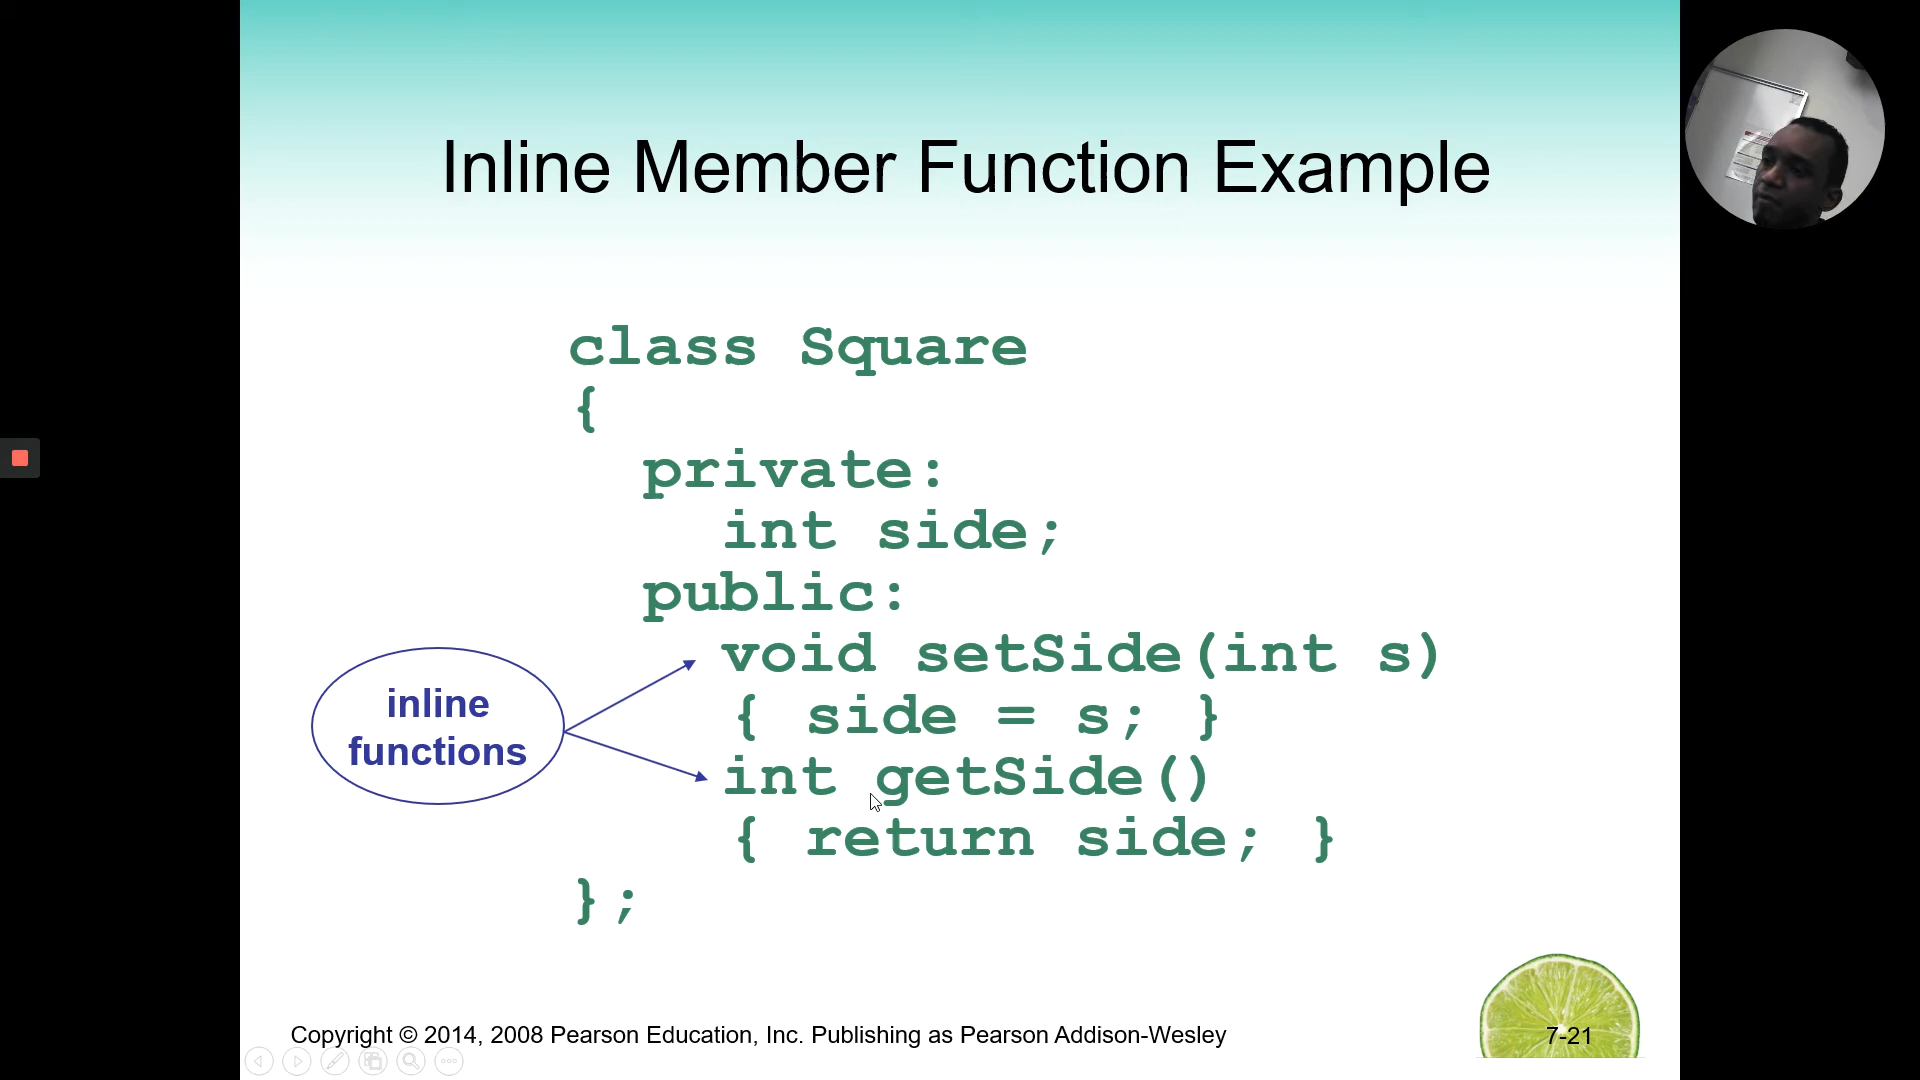 Inline Member Function Example
class Square
{
private:
int side;
public:
void setSide(int s)
{ side = s; }
int getSide()
{ return side; }
};
inline
functions
Copyright © 2014, 2008 Pearson Education, Inc. Publishing as Pearson Addison-Wesley
7-21